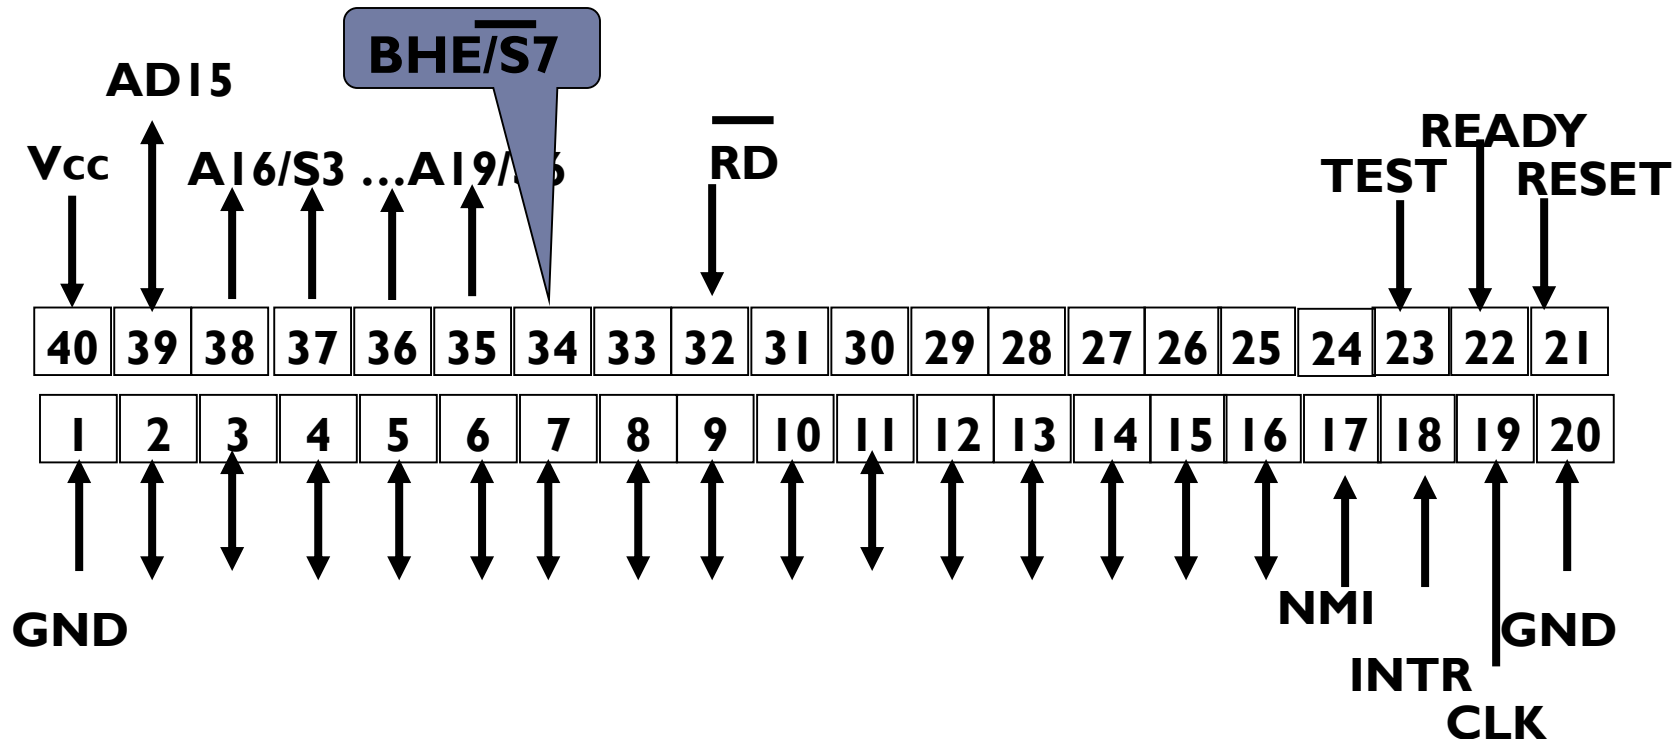 BHE/S7
AD15
READY
Vcc
A16/S3 ...A19/S6
RD
TEST
RESET
40 39 38 37 36 35 34 33 32 31 30 29 28 27 26 25 24 23 22 21
1 2 3 4 5 6 7 8 9 10 11 12 13 14 15 16 17 18 19 20
NMI
GND
GND
INTR
CLK